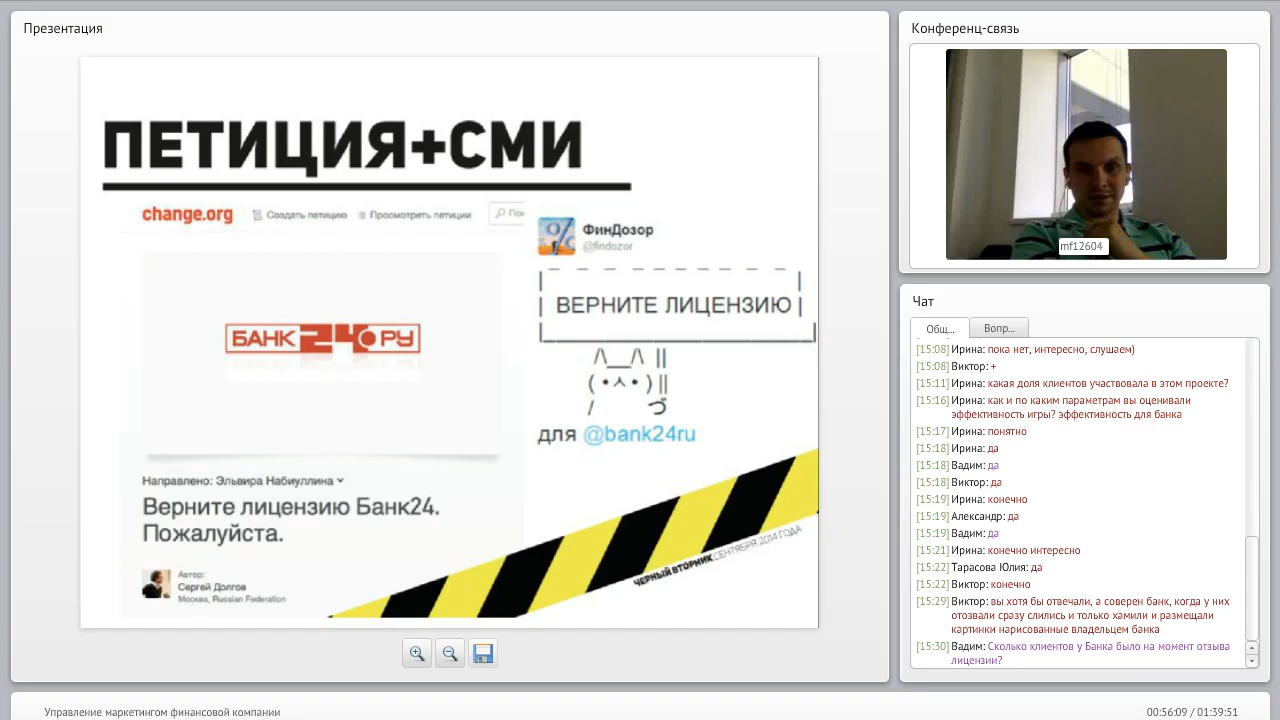 Презентация
ПЕТИЦИЯ+СМИ
change.org
Создать петицию
Просмотреть петиции
БАНК 24 РУ
Направлено: Эльвира Набиуллина
Верните лицензию Банк24.
Пожалуйста.
Автор:
Сергей Долгов
Москва, Russian Federation
ФинДозор
@findozor
ВЕРНИТЕ ЛИЦЕНЗИЮ
для @bank24ru
ЧЕРНЫЙ ВТОРНИК СЕНТЯБРЯ 2014 ГОДА
Конференц-связь
mf12604
Чат
Общ...
Вопр...
[15:08] Ирина: пока нет, интересно, слушаем)
[15:08] Виктор: +
[15:11] Ирина: какая доля клиентов участвовала в этом проекте?
[15:16] Ирина: как и по каким параметрам вы оценивали
эффективность игры? эффективность для банка
[15:17] Ирина: понятно
[15:18] Ирина: да
[15:18] Вадим: да
[15:18] Виктор: да
[15:19] Ирина: конечно
[15:19] Александр: да
[15:19] Вадим: да
[15:21] Ирина: конечно интересно
[15:22] Тарасова Юлия: да
[15:22] Виктор: конечно
[15:29] Виктор: вы хотя бы отвечали, а соверен банк, когда у них
отозвали сразу слились и только хамили и размещали
картинки нарисованные владельцем банка
[15:30] Вадим: Сколько клиентов у Банка было на момент отзыва
лицензии?
Управление маркетингом финансовой компании
00:56:09 / 01:39:51